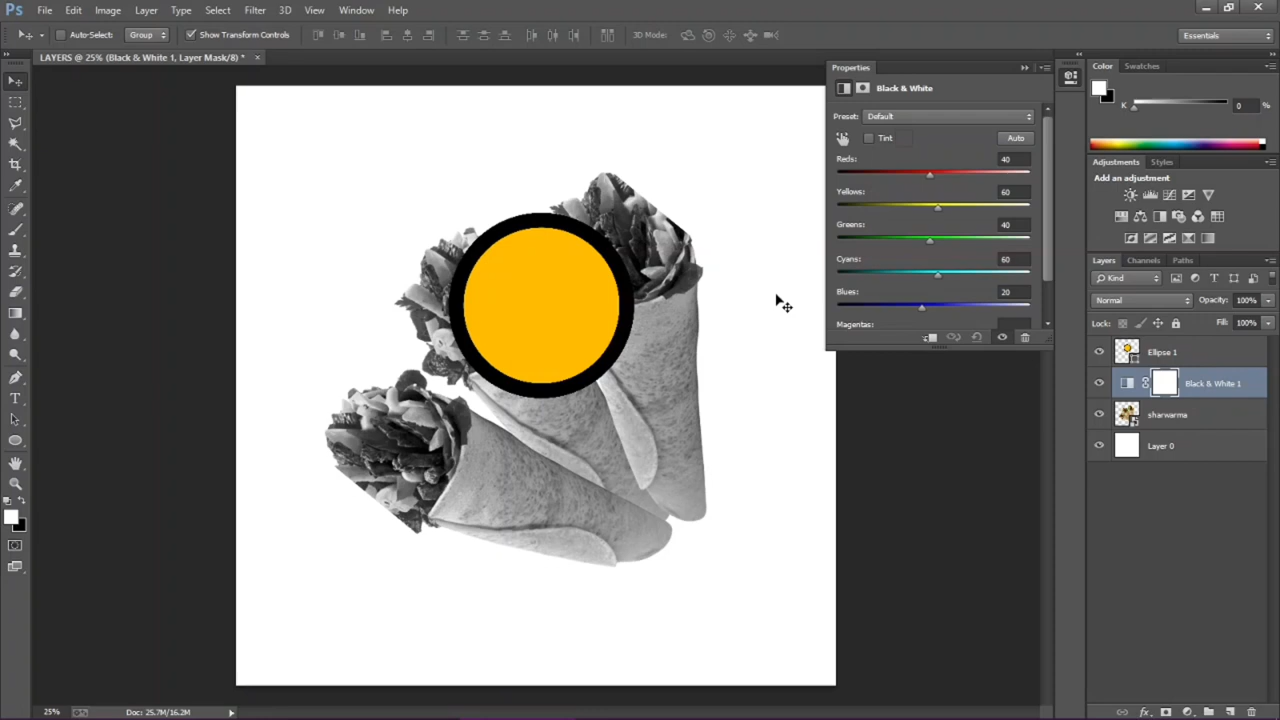 Ps File Edit Image Layer Type Select Filter 3D View Window Help
Auto-Select: Group Show Transform Controls 3D Mode: Essentials
LAYERS @ 25% (Black & White 1, Layer Mask/8) * ×
Properties
Black & White
Preset: Default
Tint Auto
Reds: 40
Yellows: 60
Greens: 40
Cyans: 60
Blues: 20
Magentas:
Color Swatches
K 0 %
Adjustments Styles
Add an adjustment
Layers Channels Paths
Kind
Normal Opacity: 100%
Lock: Fill: 100%
Ellipse 1
Black & White 1
sharwarma
Layer 0
25% Doc: 25.7M/16.2M